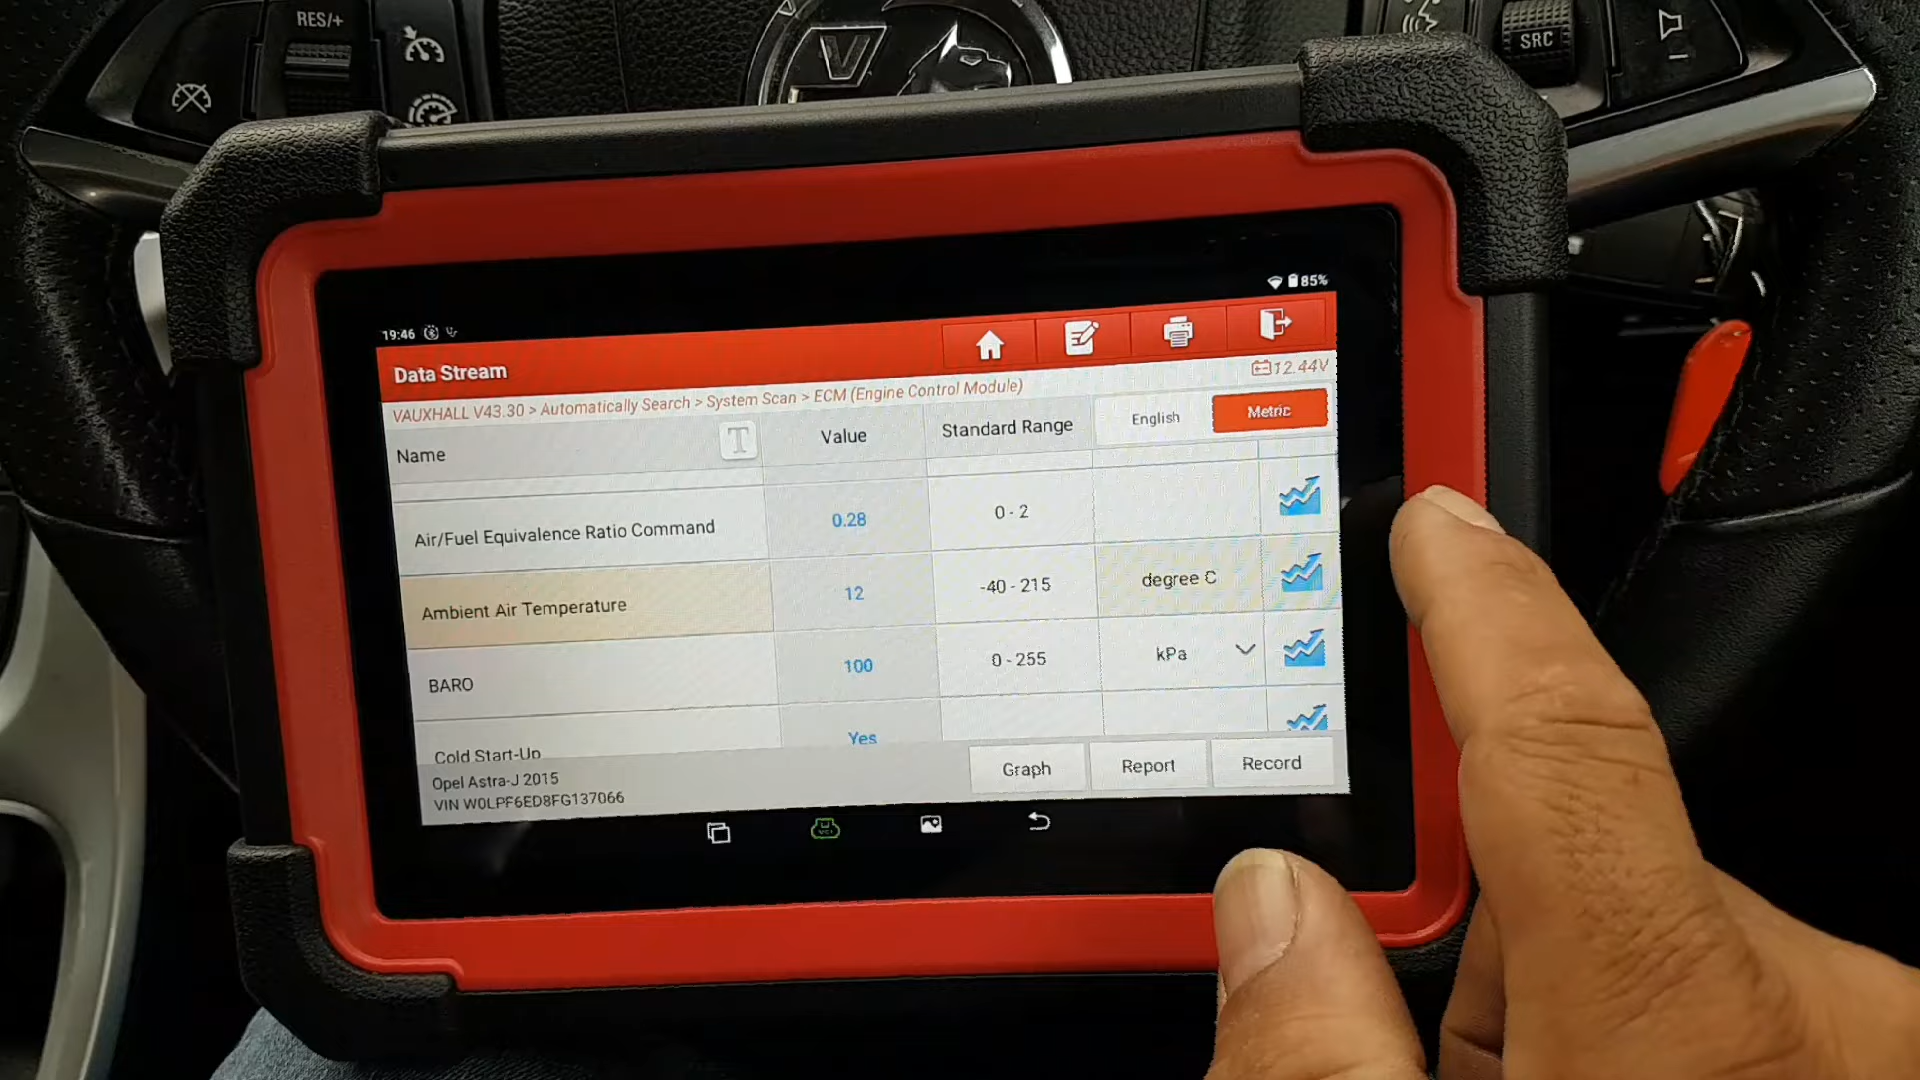 RES/+
SRC
V
19:46
85%
Data Stream
12.44V
VAUXHALL V43.30 > Automatically Search > System Scan > ECM (Engine Control Module)
Name
T
Value
Standard Range
English
Metric
Air/Fuel Equivalence Ratio Command
0.28
0 - 2
Ambient Air Temperature
12
-40 - 215
degree C
BARO
100
0 - 255
kPa
Cold Start-Up
Yes
Opel Astra-J 2015
VIN W0LPF6ED8FG137066
Graph
Report
Record
VCI